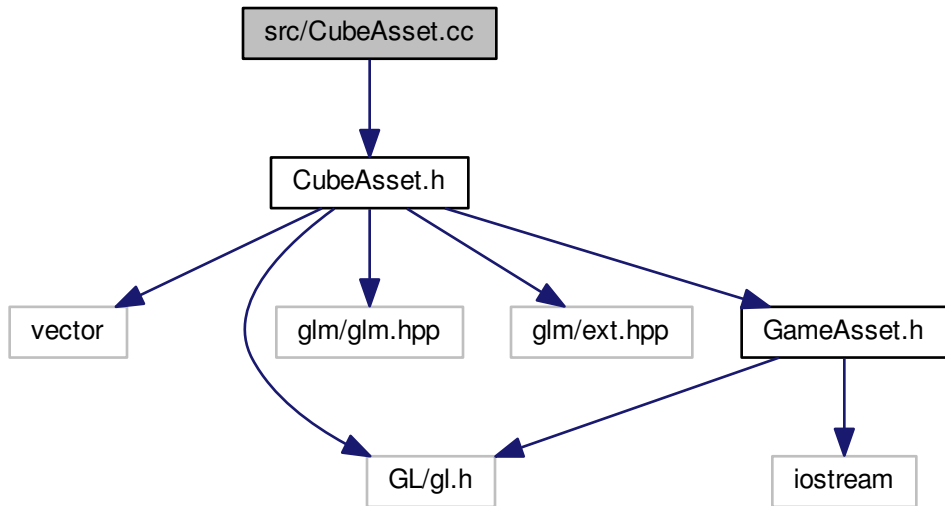 src/CubeAsset.cc
CubeAsset.h
vector
glm/glm.hpp
glm/ext.hpp
GameAsset.h
GL/gl.h
iostream